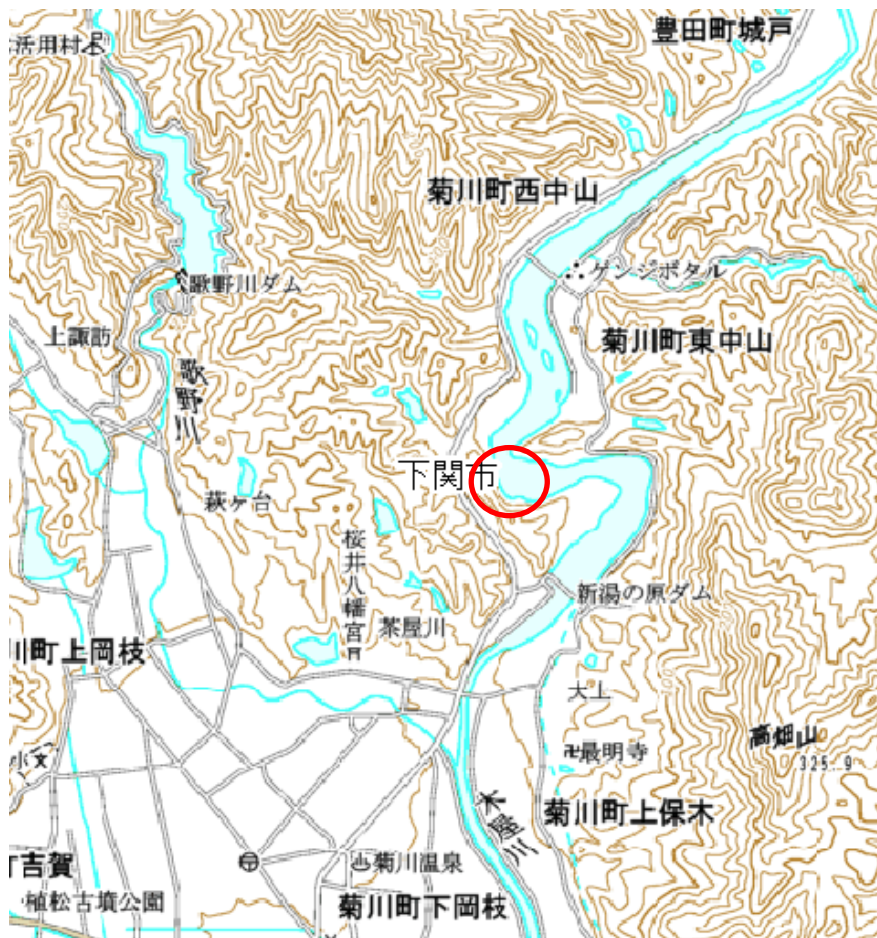 豊田町城戸
活用村
菊川町西中山
ゲンジボタル
歌野川ダム
上諏訪
菊川町東中山
歌野川
下関市
萩ヶ台
桜井八幡宮
新湯の原ダム
茶屋川
川町上岡枝
大上
高畑山
325.9
最明寺
木屋川
菊川町上保木
町吉賀
菊川温泉
植松古墳公園
菊川町下岡枝